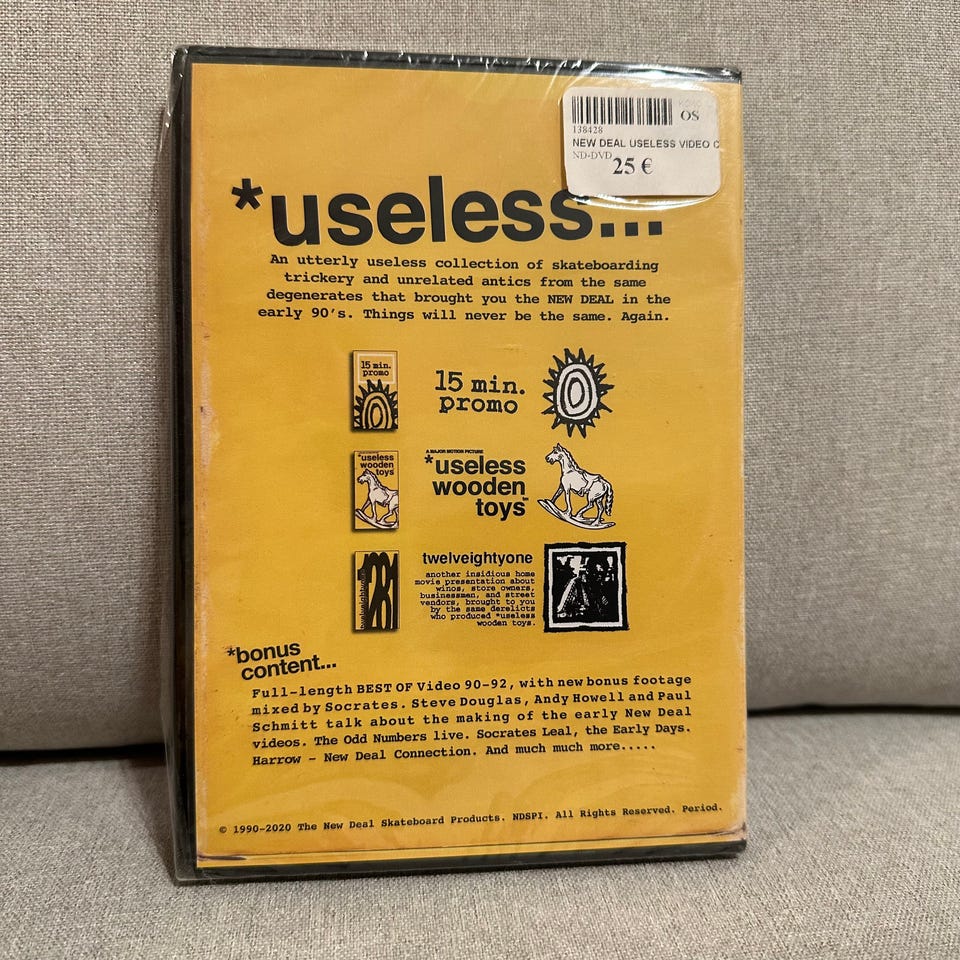 OS
138428
NEW DEAL USELESS VIDEO C
ND-DVD
25 €
*useless...
An utterly useless collection of skateboarding
trickery and unrelated antics from the same
degenerates that brought you the NEW DEAL in the
early 90's. Things will never be the same. Again.
15 min.
promo
15 min.
promo
*useless
wooden
toys
A MAJOR MOTION PICTURE
*useless
wooden
toys™
twelveightyone
1281
twelveightyone
another insidious home
movie presentation about
winos, store owners,
businessmen, and street
vendors, brought to you
by the same derelicts
who produced *useless
wooden toys.
*bonus
content...
Full-length BEST OF Video 90-92, with new bonus footage
mixed by Socrates. Steve Douglas, Andy Howell and Paul
Schmitt talk about the making of the early New Deal
videos. The Odd Numbers live. Socrates Leal, the Early Days.
Harrow - New Deal Connection. And much much more.....
© 1990-2020 The New Deal Skateboard Products. NDSPI. All Rights Reserved. Period.